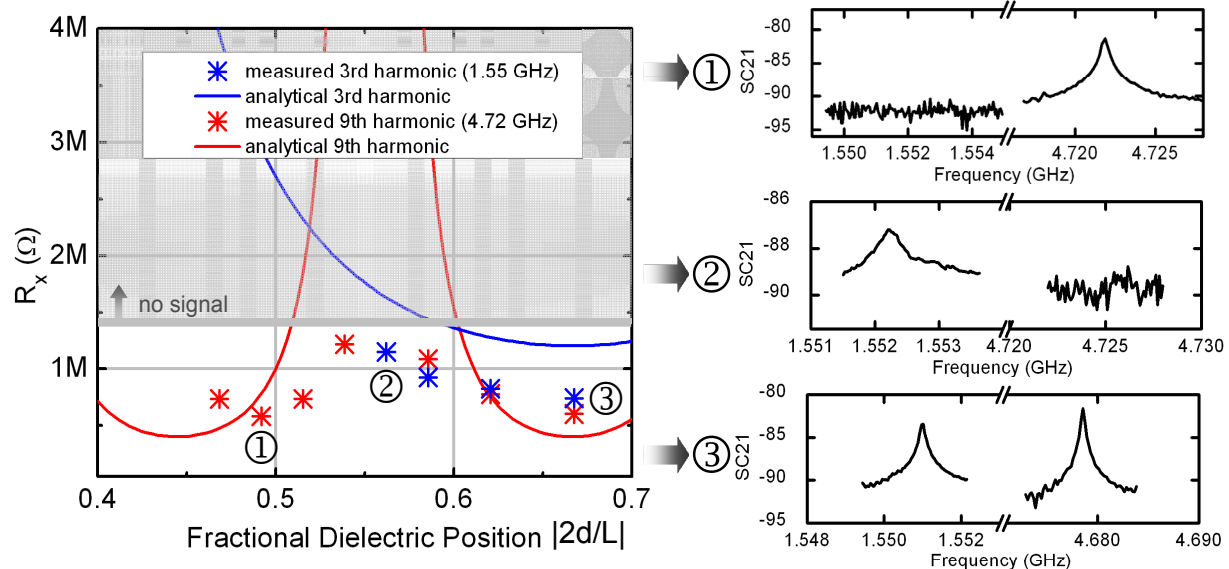 4M
3M
2M
1M
Rx (Ω)
measured 3rd harmonic (1.55 GHz)
analytical 3rd harmonic
measured 9th harmonic (4.72 GHz)
analytical 9th harmonic
no signal
①
②
③
0.4 0.5 0.6 0.7
Fractional Dielectric Position |2d/L|
①
SC21
-80
-85
-90
-95
1.550 1.552 1.554 4.720 4.725
Frequency (GHz)
②
SC21
-86
-88
-90
1.551 1.552 1.553 4.720 4.725 4.730
Frequency (GHz)
③
SC21
-80
-85
-90
-95
1.548 1.550 1.552 4.680 4.690
Frequency (GHz)